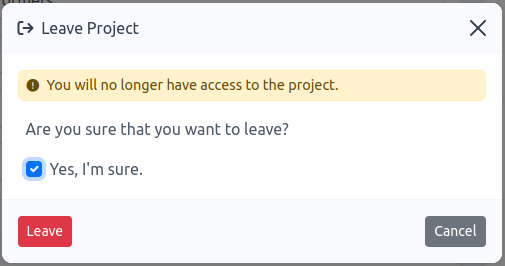 Leave Project
You will no longer have access to the project.
Are you sure that you want to leave?
Yes, I'm sure.
Leave
Cancel